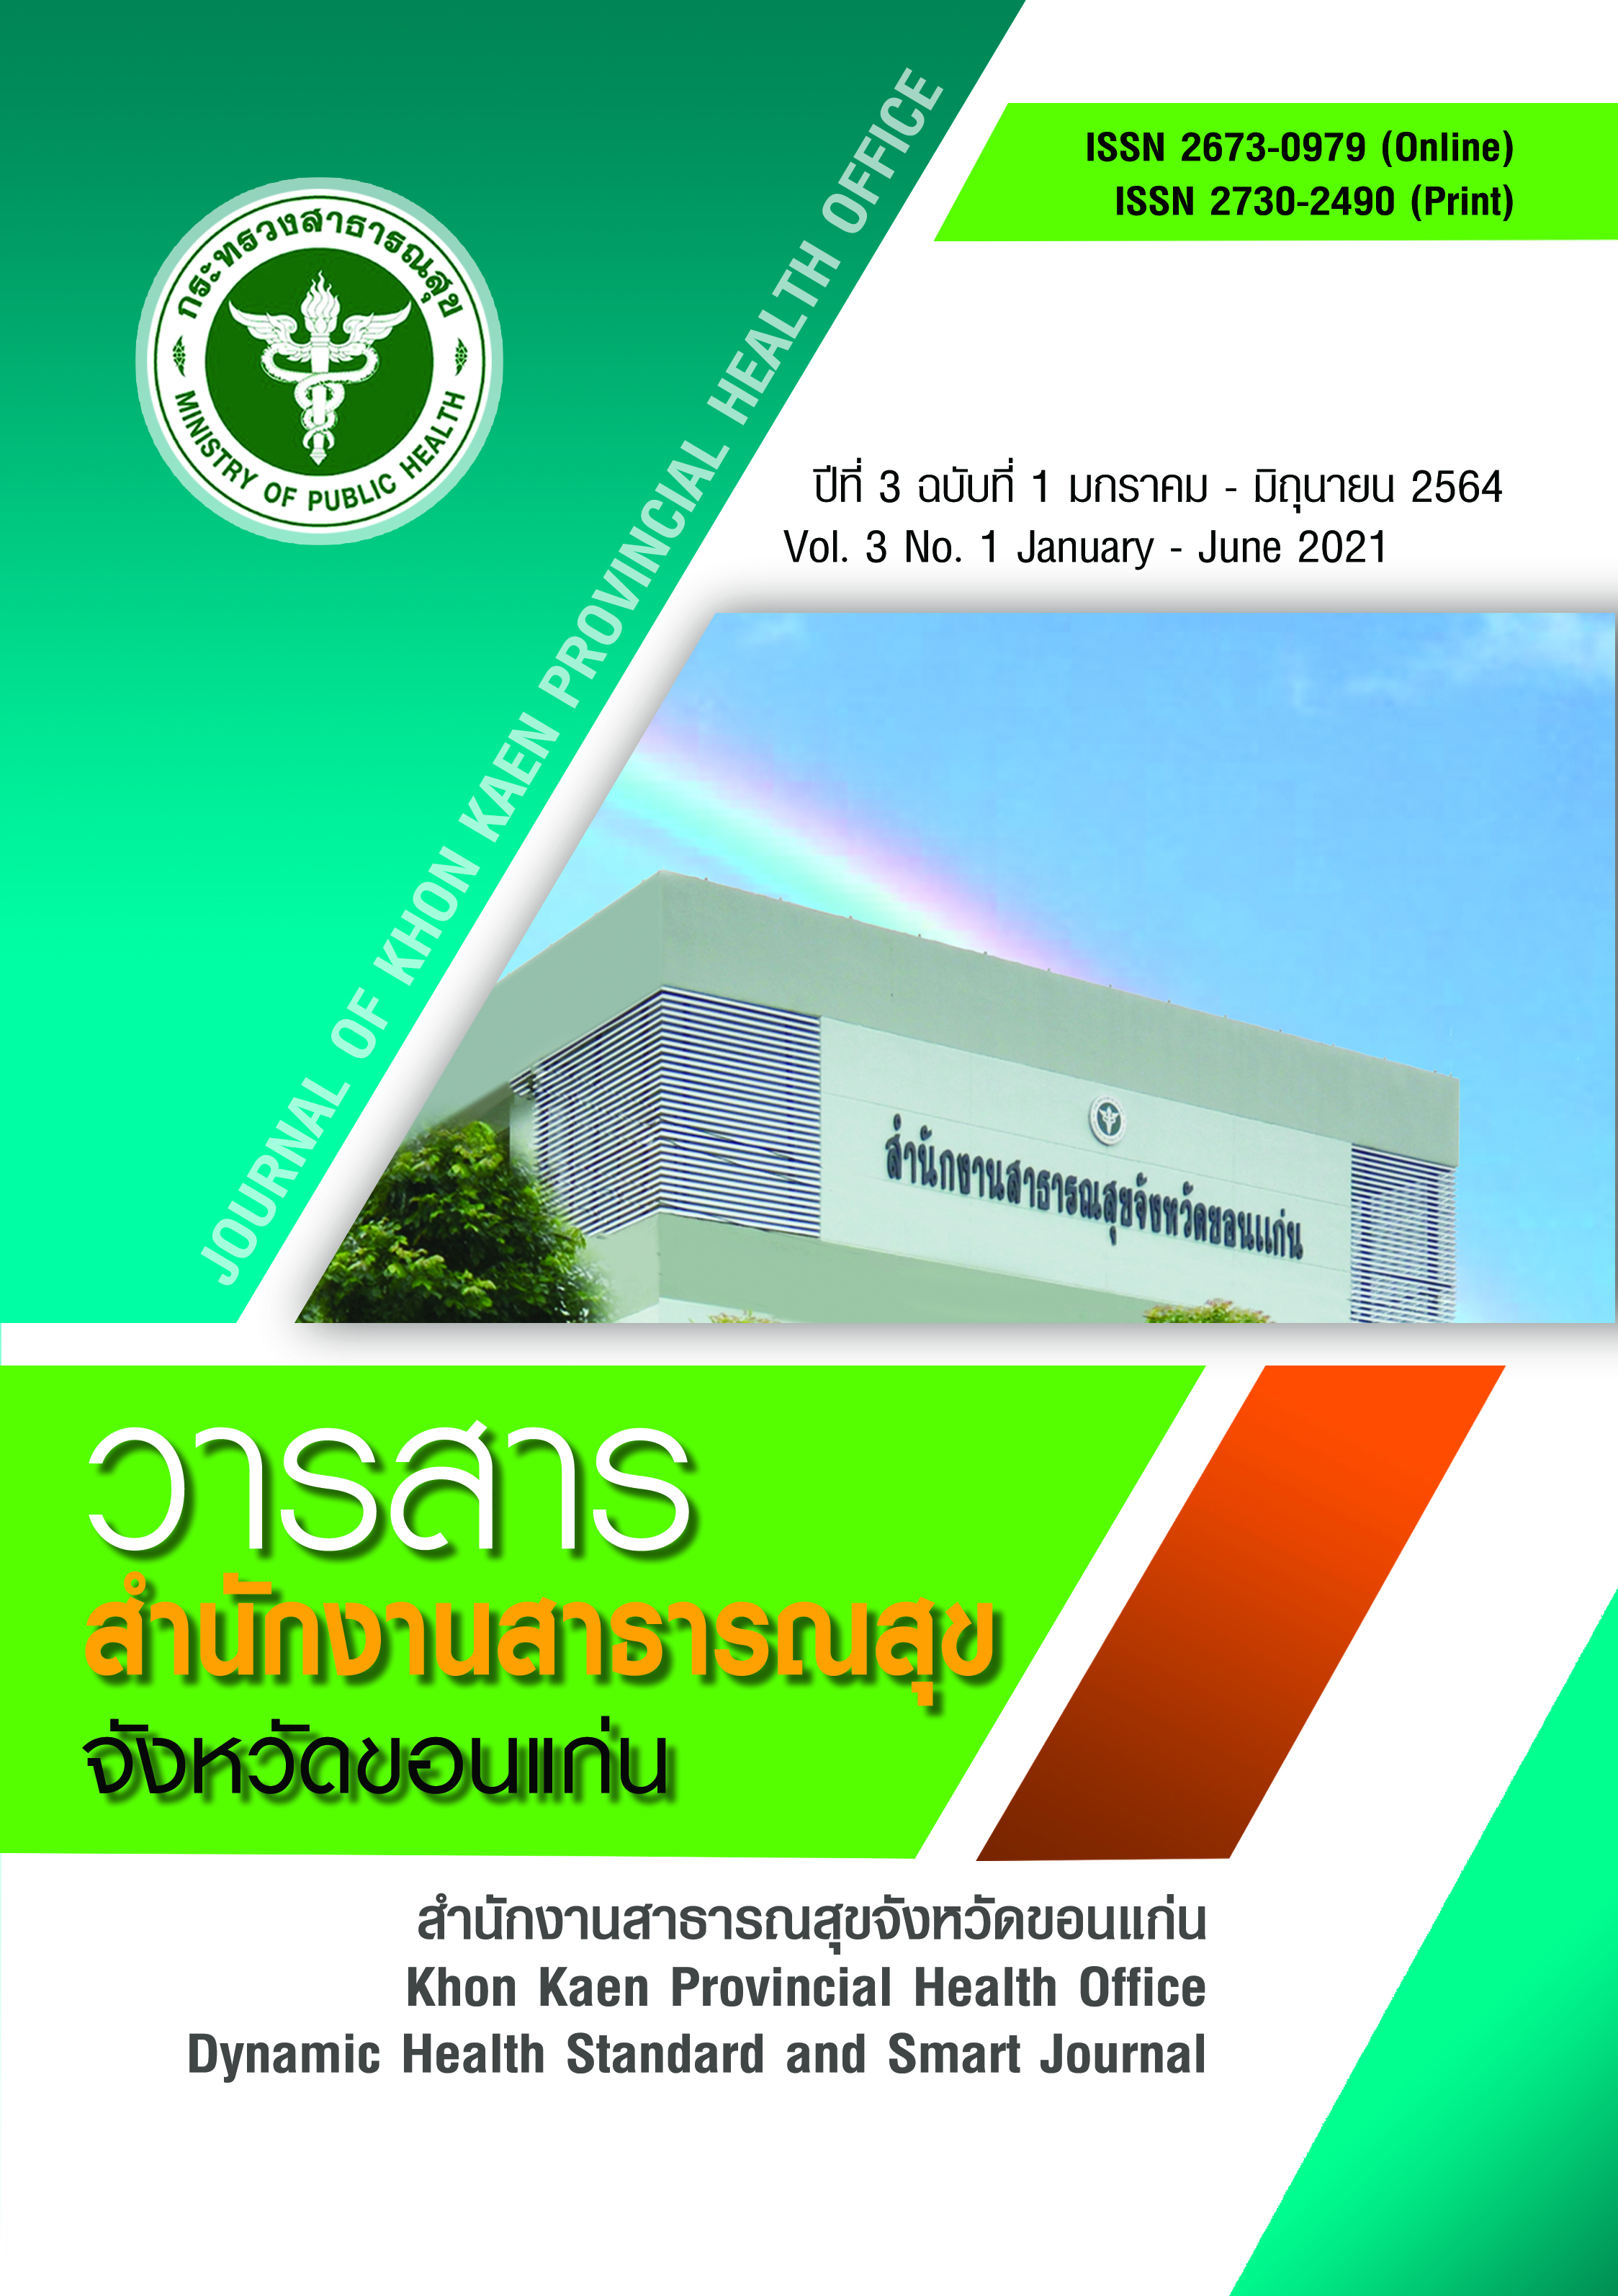 ISSN 2673-0979 (Online)
ISSN 2730-2490 (Print)
กระทรวงสาธารณสุข
MINISTRY OF PUBLIC HEALTH
JOURNAL OF KHON KAEN PROVINCIAL HEALTH OFFICE
ปีที่ 3 ฉบับที่ 1 มกราคม - มิถุนายน 2564
Vol. 3 No. 1 January - June 2021
สำนักงานสาธารณสุขจังหวัดขอนแก่น
วารสาร
สำนักงานสาธารณสุข
จังหวัดขอนแก่น
สำนักงานสาธารณสุขจังหวัดขอนแก่น
Khon Kaen Provincial Health Office
Dynamic Health Standard and Smart Journal